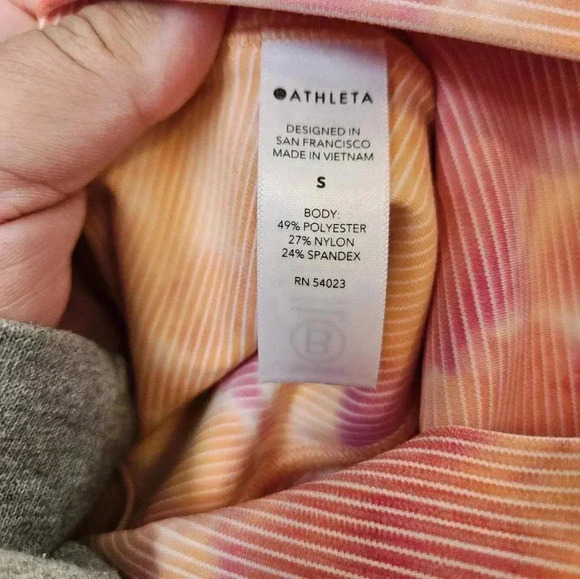 ATHLETA
DESIGNED IN
SAN FRANCISCO
MADE IN VIETNAM
S
BODY:
49% POLYESTER
27% NYLON
24% SPANDEX
RN 54023
B